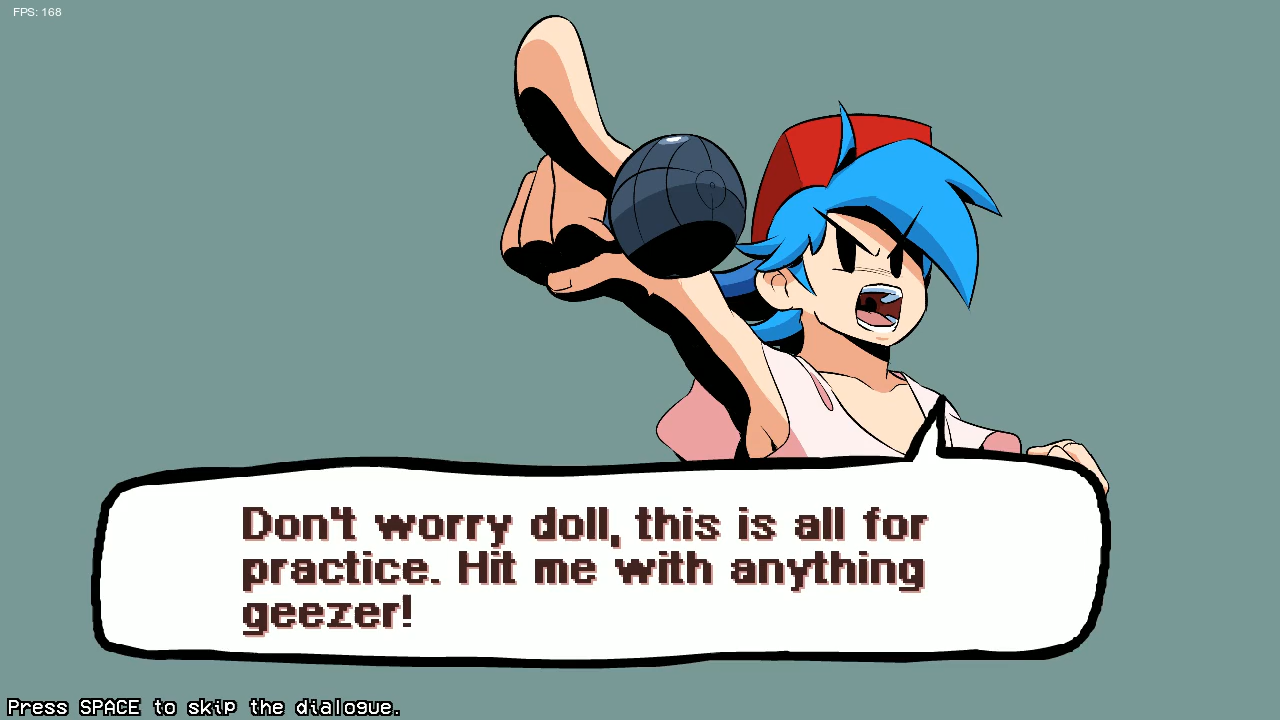 FPS: 168
Don't worry doll, this is all for
practice. Hit me with anything
geezer!
Press SPACE to skip the dialogue.